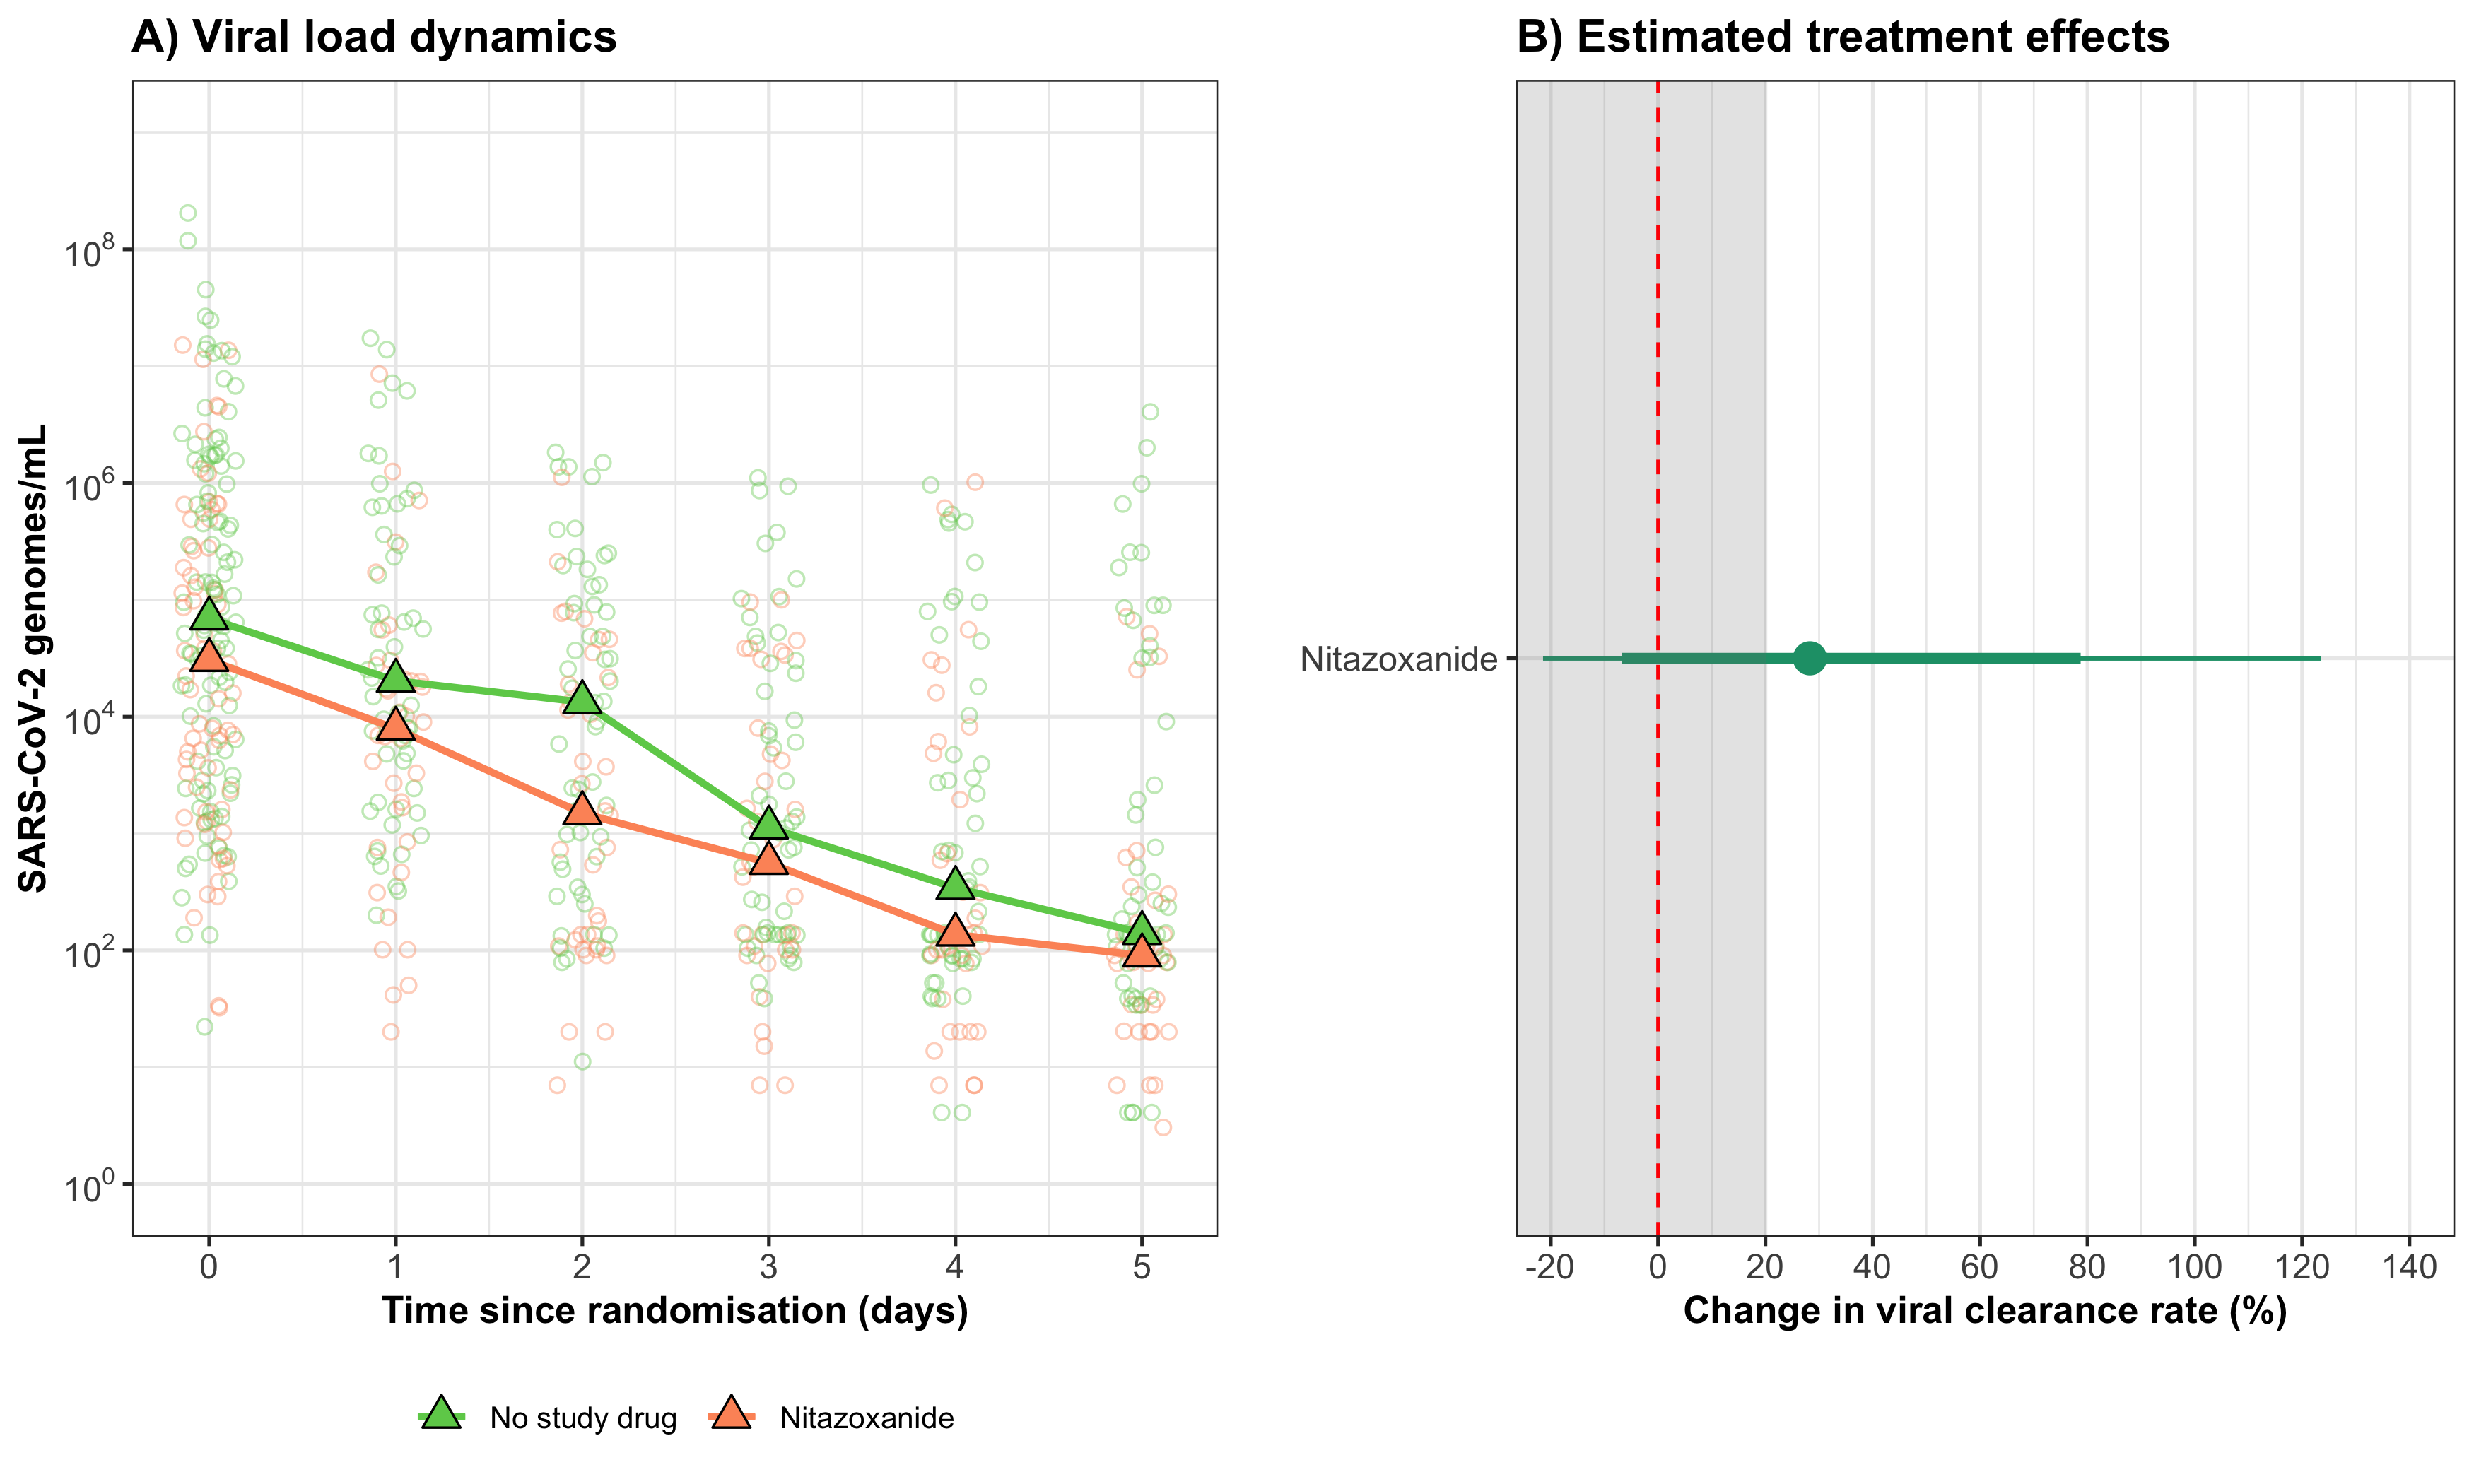 A) Viral load dynamics
SARS-CoV-2 genomes/mL
10^8
10^6
10^4
10^2
10^0
0 1 2 3 4 5
Time since randomisation (days)
No study drug Nitazoxanide
B) Estimated treatment effects
Nitazoxanide
-20 0 20 40 60 80 100 120 140
Change in viral clearance rate (%)